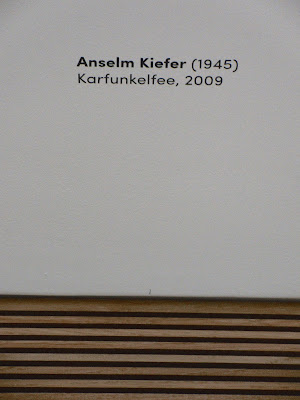 Anselm Kiefer (1945)
Karfunkelfee, 2009